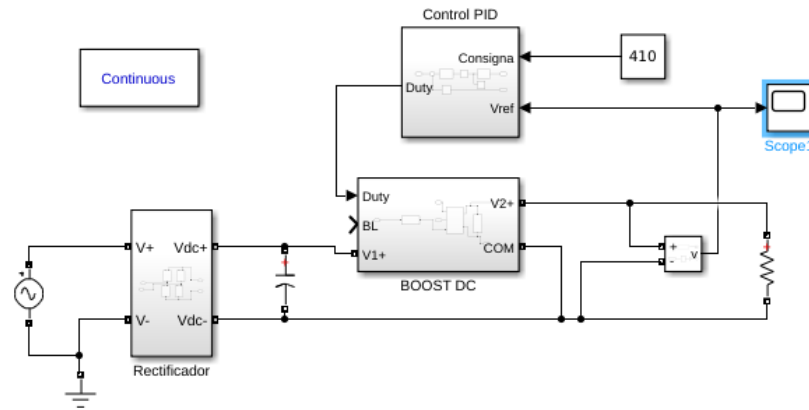 Control PID
Continuous
Consigna
410
Duty
Vref
Scope1
Duty
V2+
BL
V+
Vdc+
V1+
COM
+
-
v
BOOST DC
V-
Vdc-
Rectificador